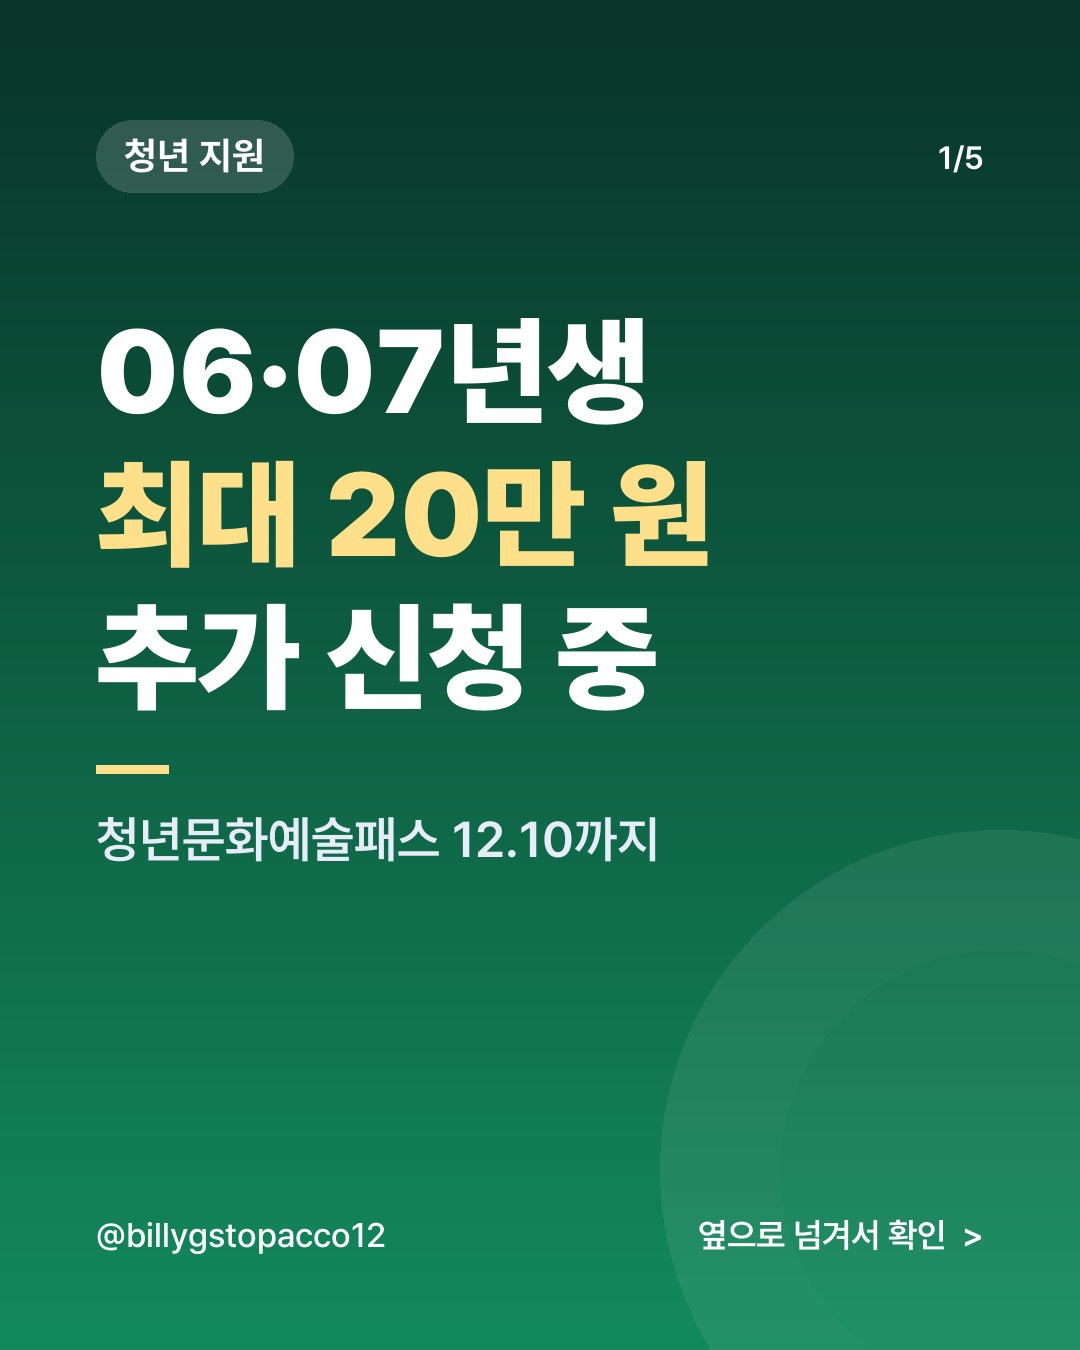 청년 지원
1/5
06·07년생
최대 20만 원
추가 신청 중
청년문화예술패스 12.10까지
@billygstopacco12
옆으로 넘겨서 확인 >